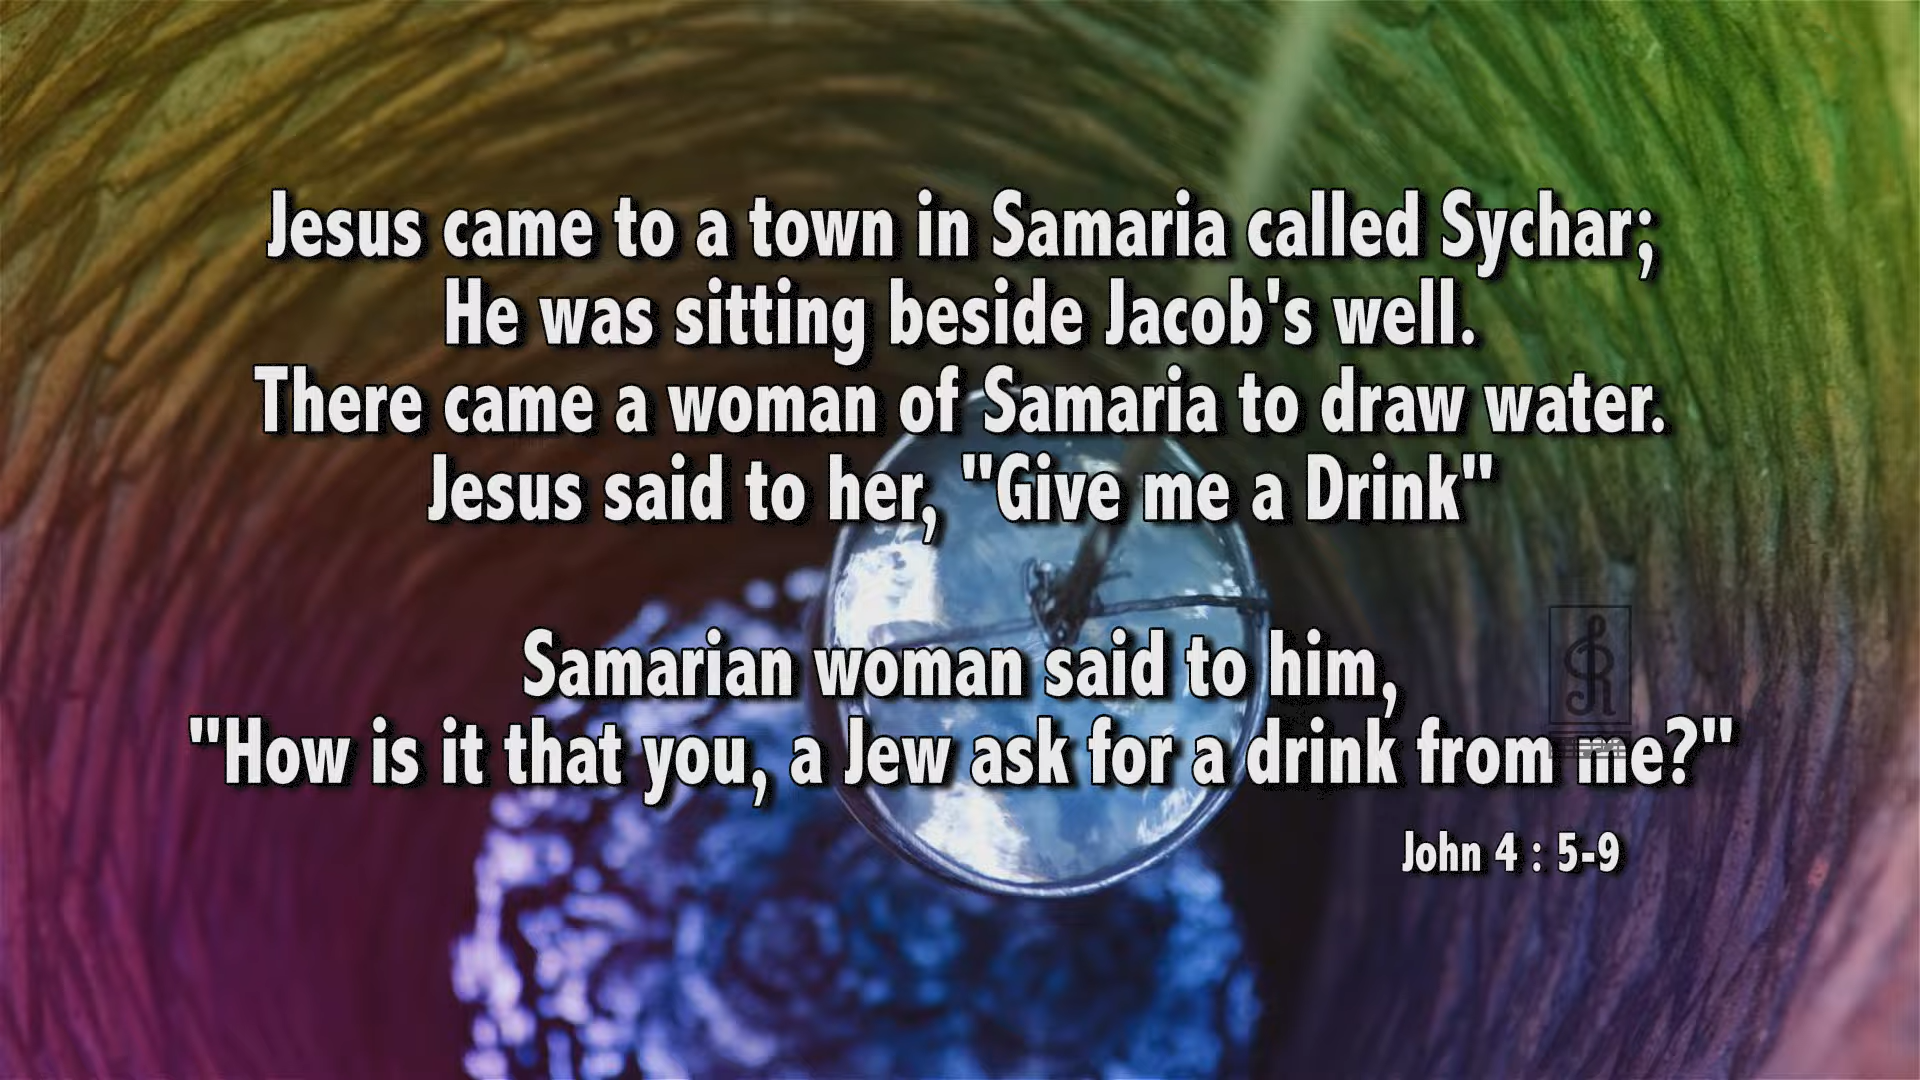 Jesus came to a town in Samaria called Sychar;
He was sitting beside Jacob's well.
There came a woman of Samaria to draw water.
Jesus said to her, "Give me a Drink"
Samarian woman said to him,
"How is it that you, a Jew ask for a drink from me?"
John 4 : 5-9